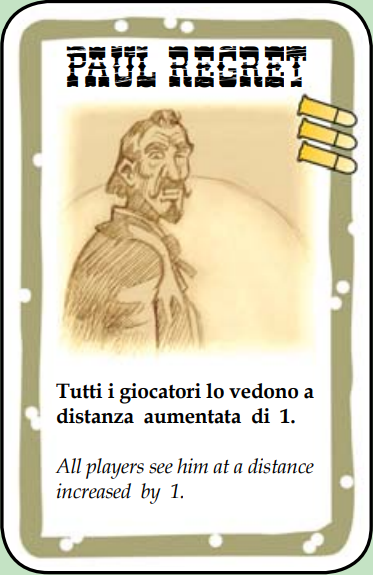 PAUL REGRET
Tutti i giocatori lo vedono a
distanza aumentata di 1.
All players see him at a distance
increased by 1.